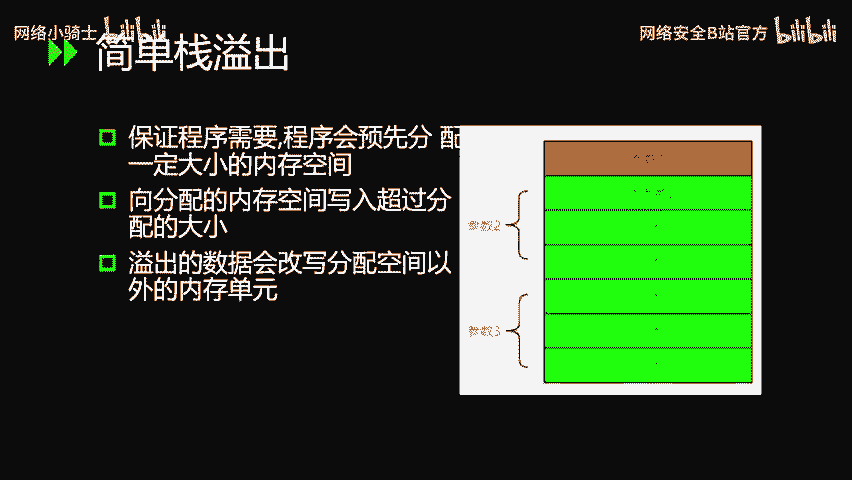 网络小骑士 bilibili
网络安全B站官方 bilibili
简单栈溢出
保证程序需要,程序会预先分 配
一定大小的内存空间
向分配的内存空间写入超过分
配的大小
溢出的数据会改写分配空间以
外的内存单元
参数2
参数3